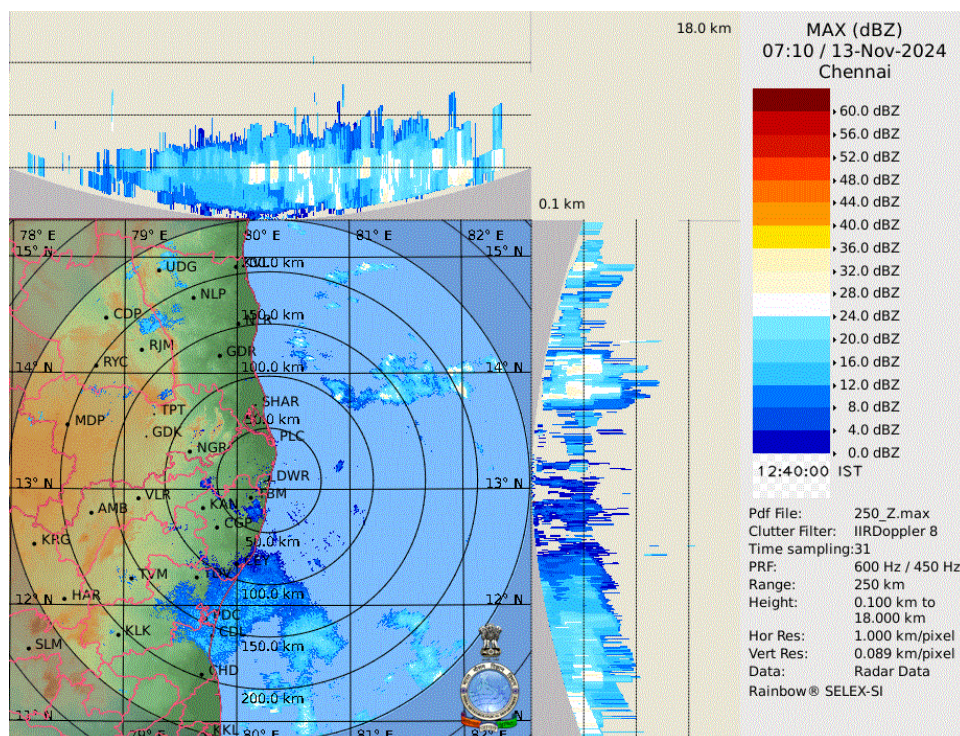 18.0 km
0.1 km
MAX (dBZ)
07:10 / 13-Nov-2024
Chennai
60.0 dBZ
56.0 dBZ
52.0 dBZ
48.0 dBZ
44.0 dBZ
40.0 dBZ
36.0 dBZ
32.0 dBZ
28.0 dBZ
24.0 dBZ
20.0 dBZ
16.0 dBZ
12.0 dBZ
8.0 dBZ
4.0 dBZ
0.0 dBZ
12:40:00 IST
Pdf File: 250_Z.max
Clutter Filter: IIRDoppler 8
Time sampling:31
PRF: 600 Hz / 450 Hz
Range: 250 km
Height: 0.100 km to
18.000 km
Hor Res: 1.000 km/pixel
Vert Res: 0.089 km/pixel
Data: Radar Data
Rainbow® SELEX-SI
78° E 79° E 80° E 81° E 82° E
15° N 15° N
UDG
NLP
CDP 150.0 km
RJM
GDR
RYC
14° N 100.0 km 14° N
SHAR
TPT
MDP 50.0 km
GDK PLC
NGR
DWR
13° N 13° N
VLR
KAN
AMB
CGP
KRG 50.0 km
TVM
HAR 100.0 km
12° N 12° N
PDC
KLK CDL
SLM 150.0 km
CHD
200.0 km
KKL 80° E